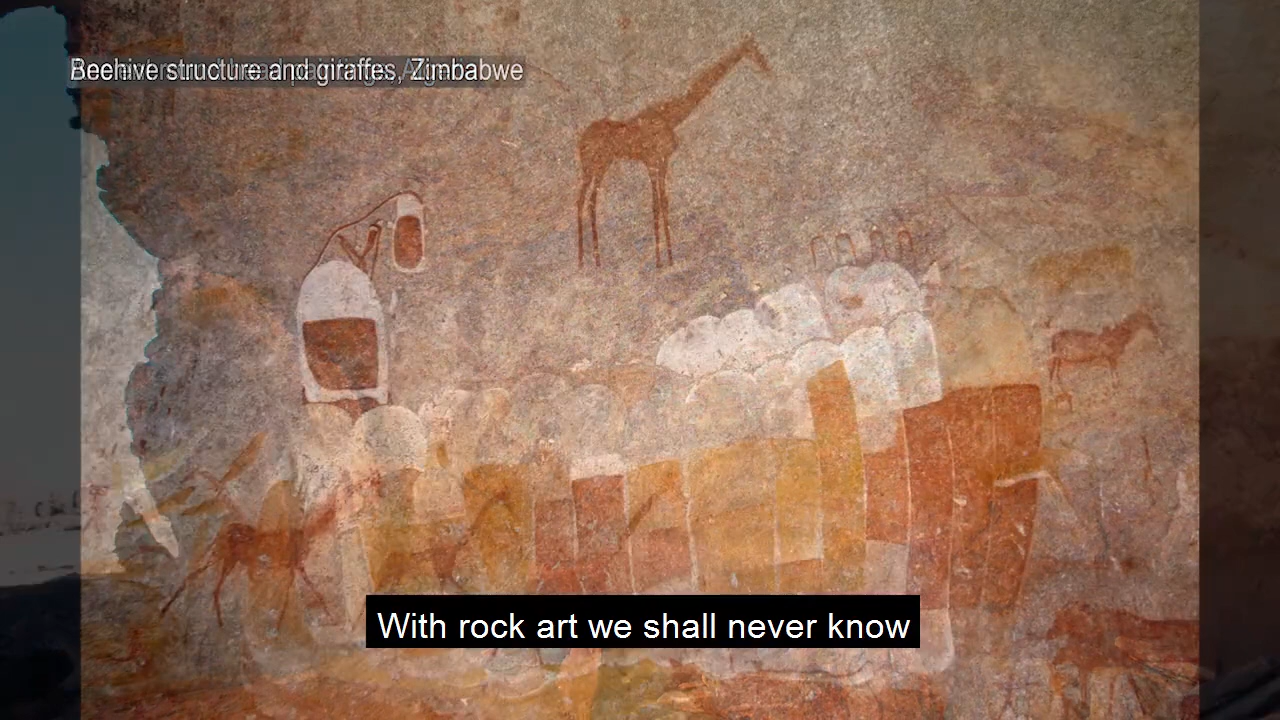 Beehive structure and giraffes, Zimbabwe
With rock art we shall never know